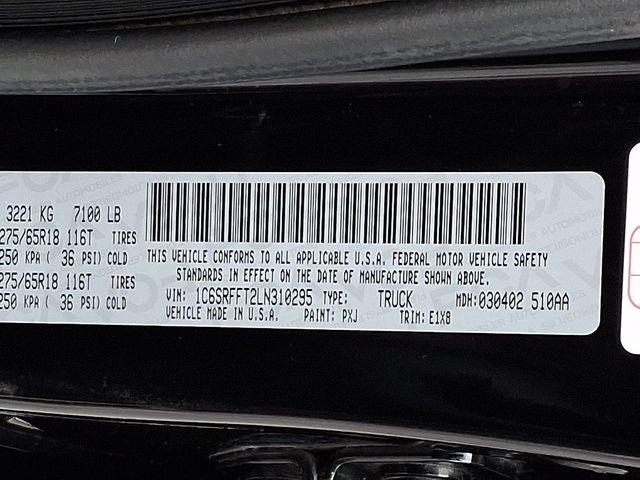 3221 KG 7100 LB
275/65R18 116T TIRES
250 KPA ( 36 PSI) COLD
275/65R18 116T TIRES
250 KPA ( 36 PSI) COLD
THIS VEHICLE CONFORMS TO ALL APPLICABLE U.S.A. FEDERAL MOTOR VEHICLE SAFETY
STANDARDS IN EFFECT ON THE DATE OF MANUFACTURE SHOWN ABOVE.
VIN: 1C6SRFFT2LN310295 TYPE: TRUCK MDH: 030402 510AA
VEHICLE MADE IN U.S.A. PAINT: PXJ TRIM: E1X8